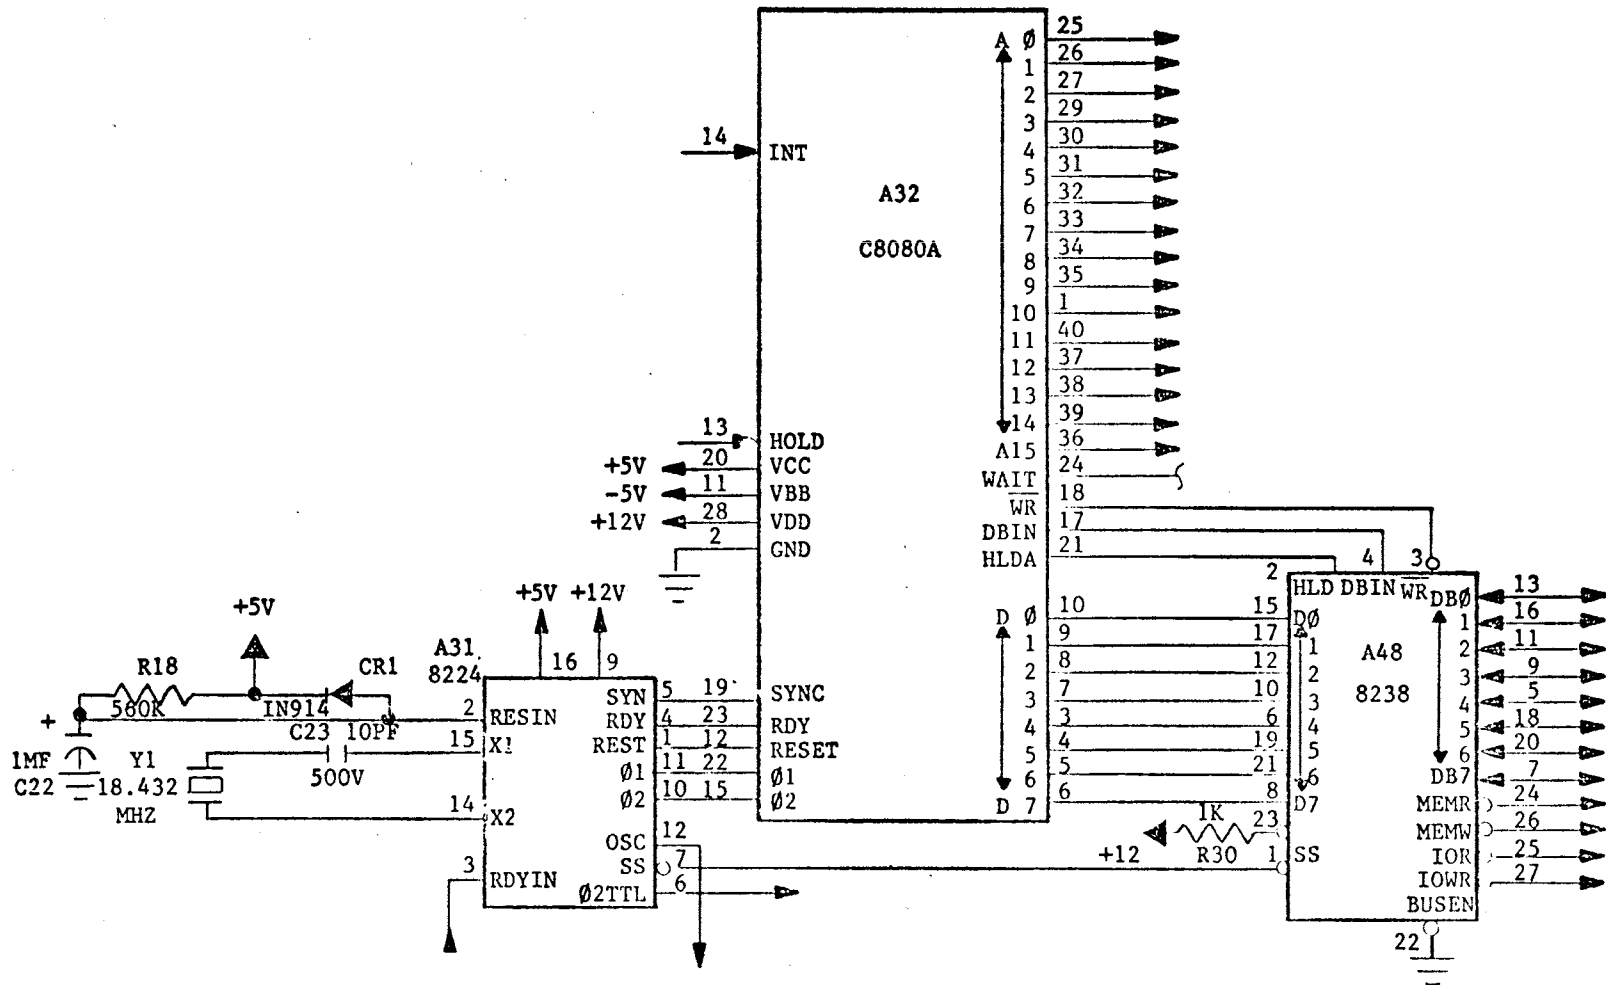 A Ø 25
1 26
2 27
3 29
4 30
5 31
6 32
7 33
8 34
9 35
10 1
11 40
12 37
13 38
14 39
A15 36
WAIT 24
WR 18
DBIN 17
HLDA 21
D Ø 10
1 9
2 8
3 7
4 3
5 4
6 5
D 7 6
14 INT
A32
C8080A
13 HOLD
+5V 20 VCC
-5V 11 VBB
+12V 28 VDD
2 GND
19 SYNC
23 RDY
12 RESET
22 Ø1
15 Ø2
+5V +12V
16 9
A31
8224
SYN 5
RDY 4
REST 1
Ø1 11
Ø2 10
OSC 12
SS 7
Ø2TTL 6
2 RESIN
15 X1
14 X2
3 RDYIN
+5V
R18
560K
CR1
IN914
C23 10PF
500V
+
1MF
C22
Y1
18.432
MHZ
2 4 3
HLD DBIN WR
A48
8238
15 DØ
17 1
12 2
10 3
6 4
19 5
21 6
8 D7
23
1K
R30
+12
1 SS
DBØ 13
1 16
2 11
3 9
4 5
5 18
6 20
DB7 7
MEMR 24
MEMW 26
IOR 25
IOWR 27
BUSEN
22